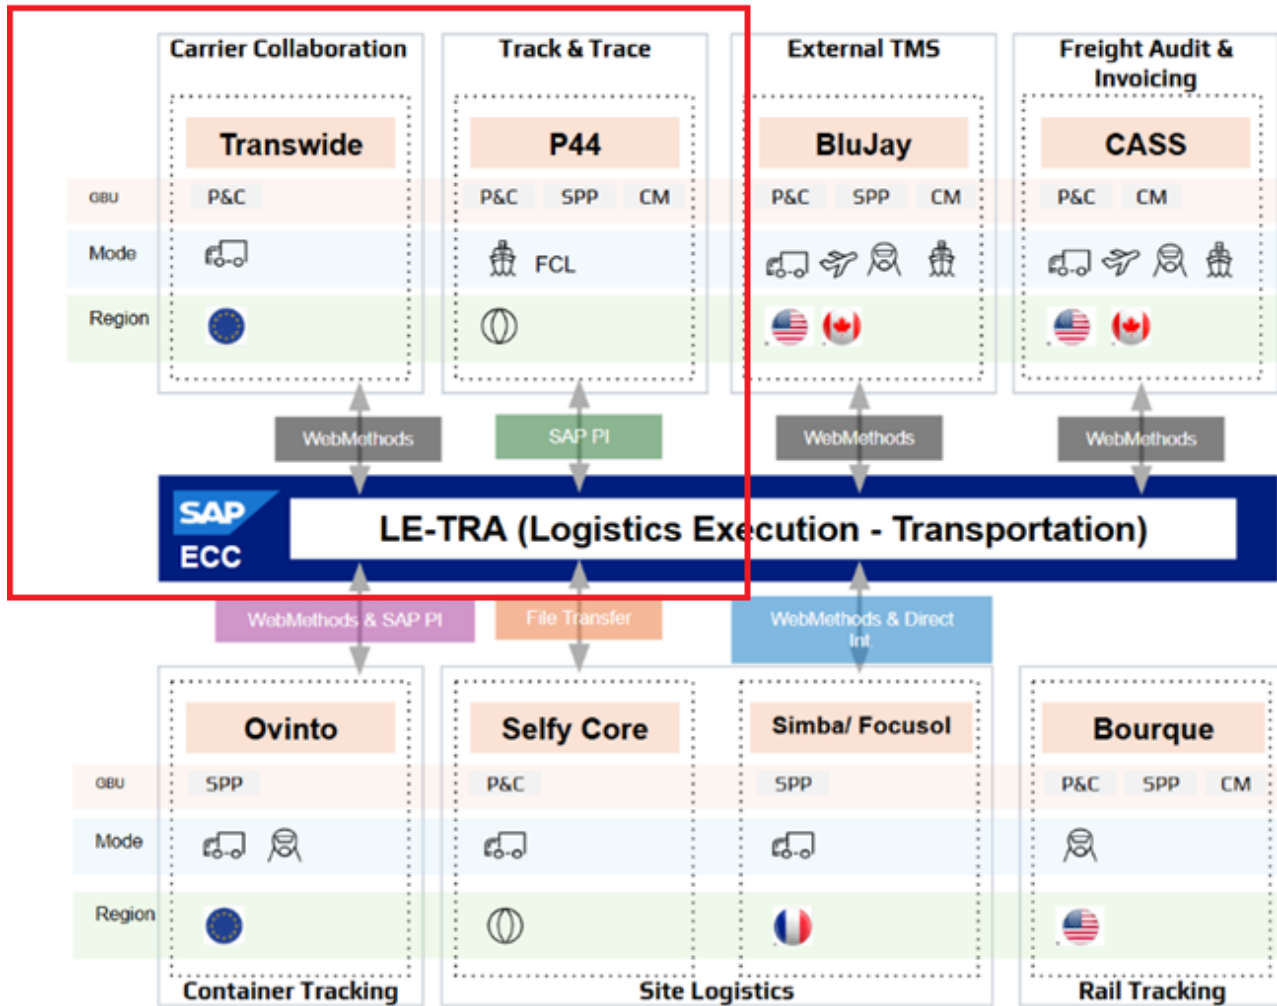 Carrier Collaboration
Track & Trace
External TMS
Freight Audit &
Invoicing
Transwide
P44
BluJay
CASS
GBU
P&C
P&C SPP CM
P&C SPP CM
P&C CM
Mode
FCL
Region
WebMethods
SAP PI
WebMethods
WebMethods
SAP
ECC
LE-TRA (Logistics Execution - Transportation)
WebMethods & SAP PI
File Transfer
WebMethods & Direct
Int.
Ovinto
Selfy Core
Simba/ Focusol
Bourque
GBU
SPP
P&C
SPP
P&C SPP CM
Mode
Region
Container Tracking
Site Logistics
Rail Tracking